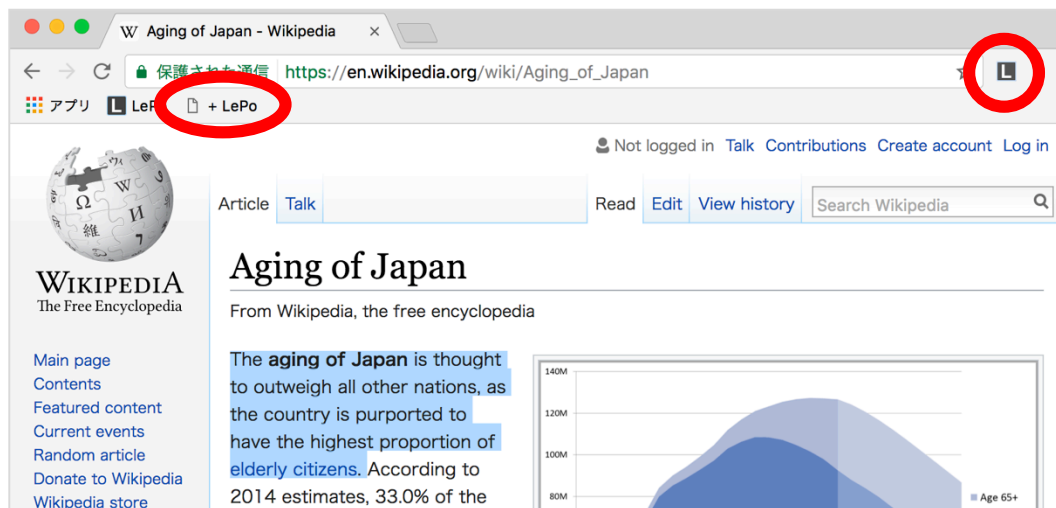 W Aging of Japan - Wikipedia ×
保護された通信 https://en.wikipedia.org/wiki/Aging_of_Japan L
アプリ L + LePo
Not logged in Talk Contributions Create account Log in
Article Talk Read Edit View history Search Wikipedia
Ω W И 維 7
WIKIPEDIA
The Free Encyclopedia
Main page
Contents
Featured content
Current events
Random article
Donate to Wikipedia
Wikipedia store
Aging of Japan
From Wikipedia, the free encyclopedia
The aging of Japan is thought
to outweigh all other nations, as
the country is purported to
have the highest proportion of
elderly citizens. According to
2014 estimates, 33.0% of the
140M
120M
100M
80M
Age 65+